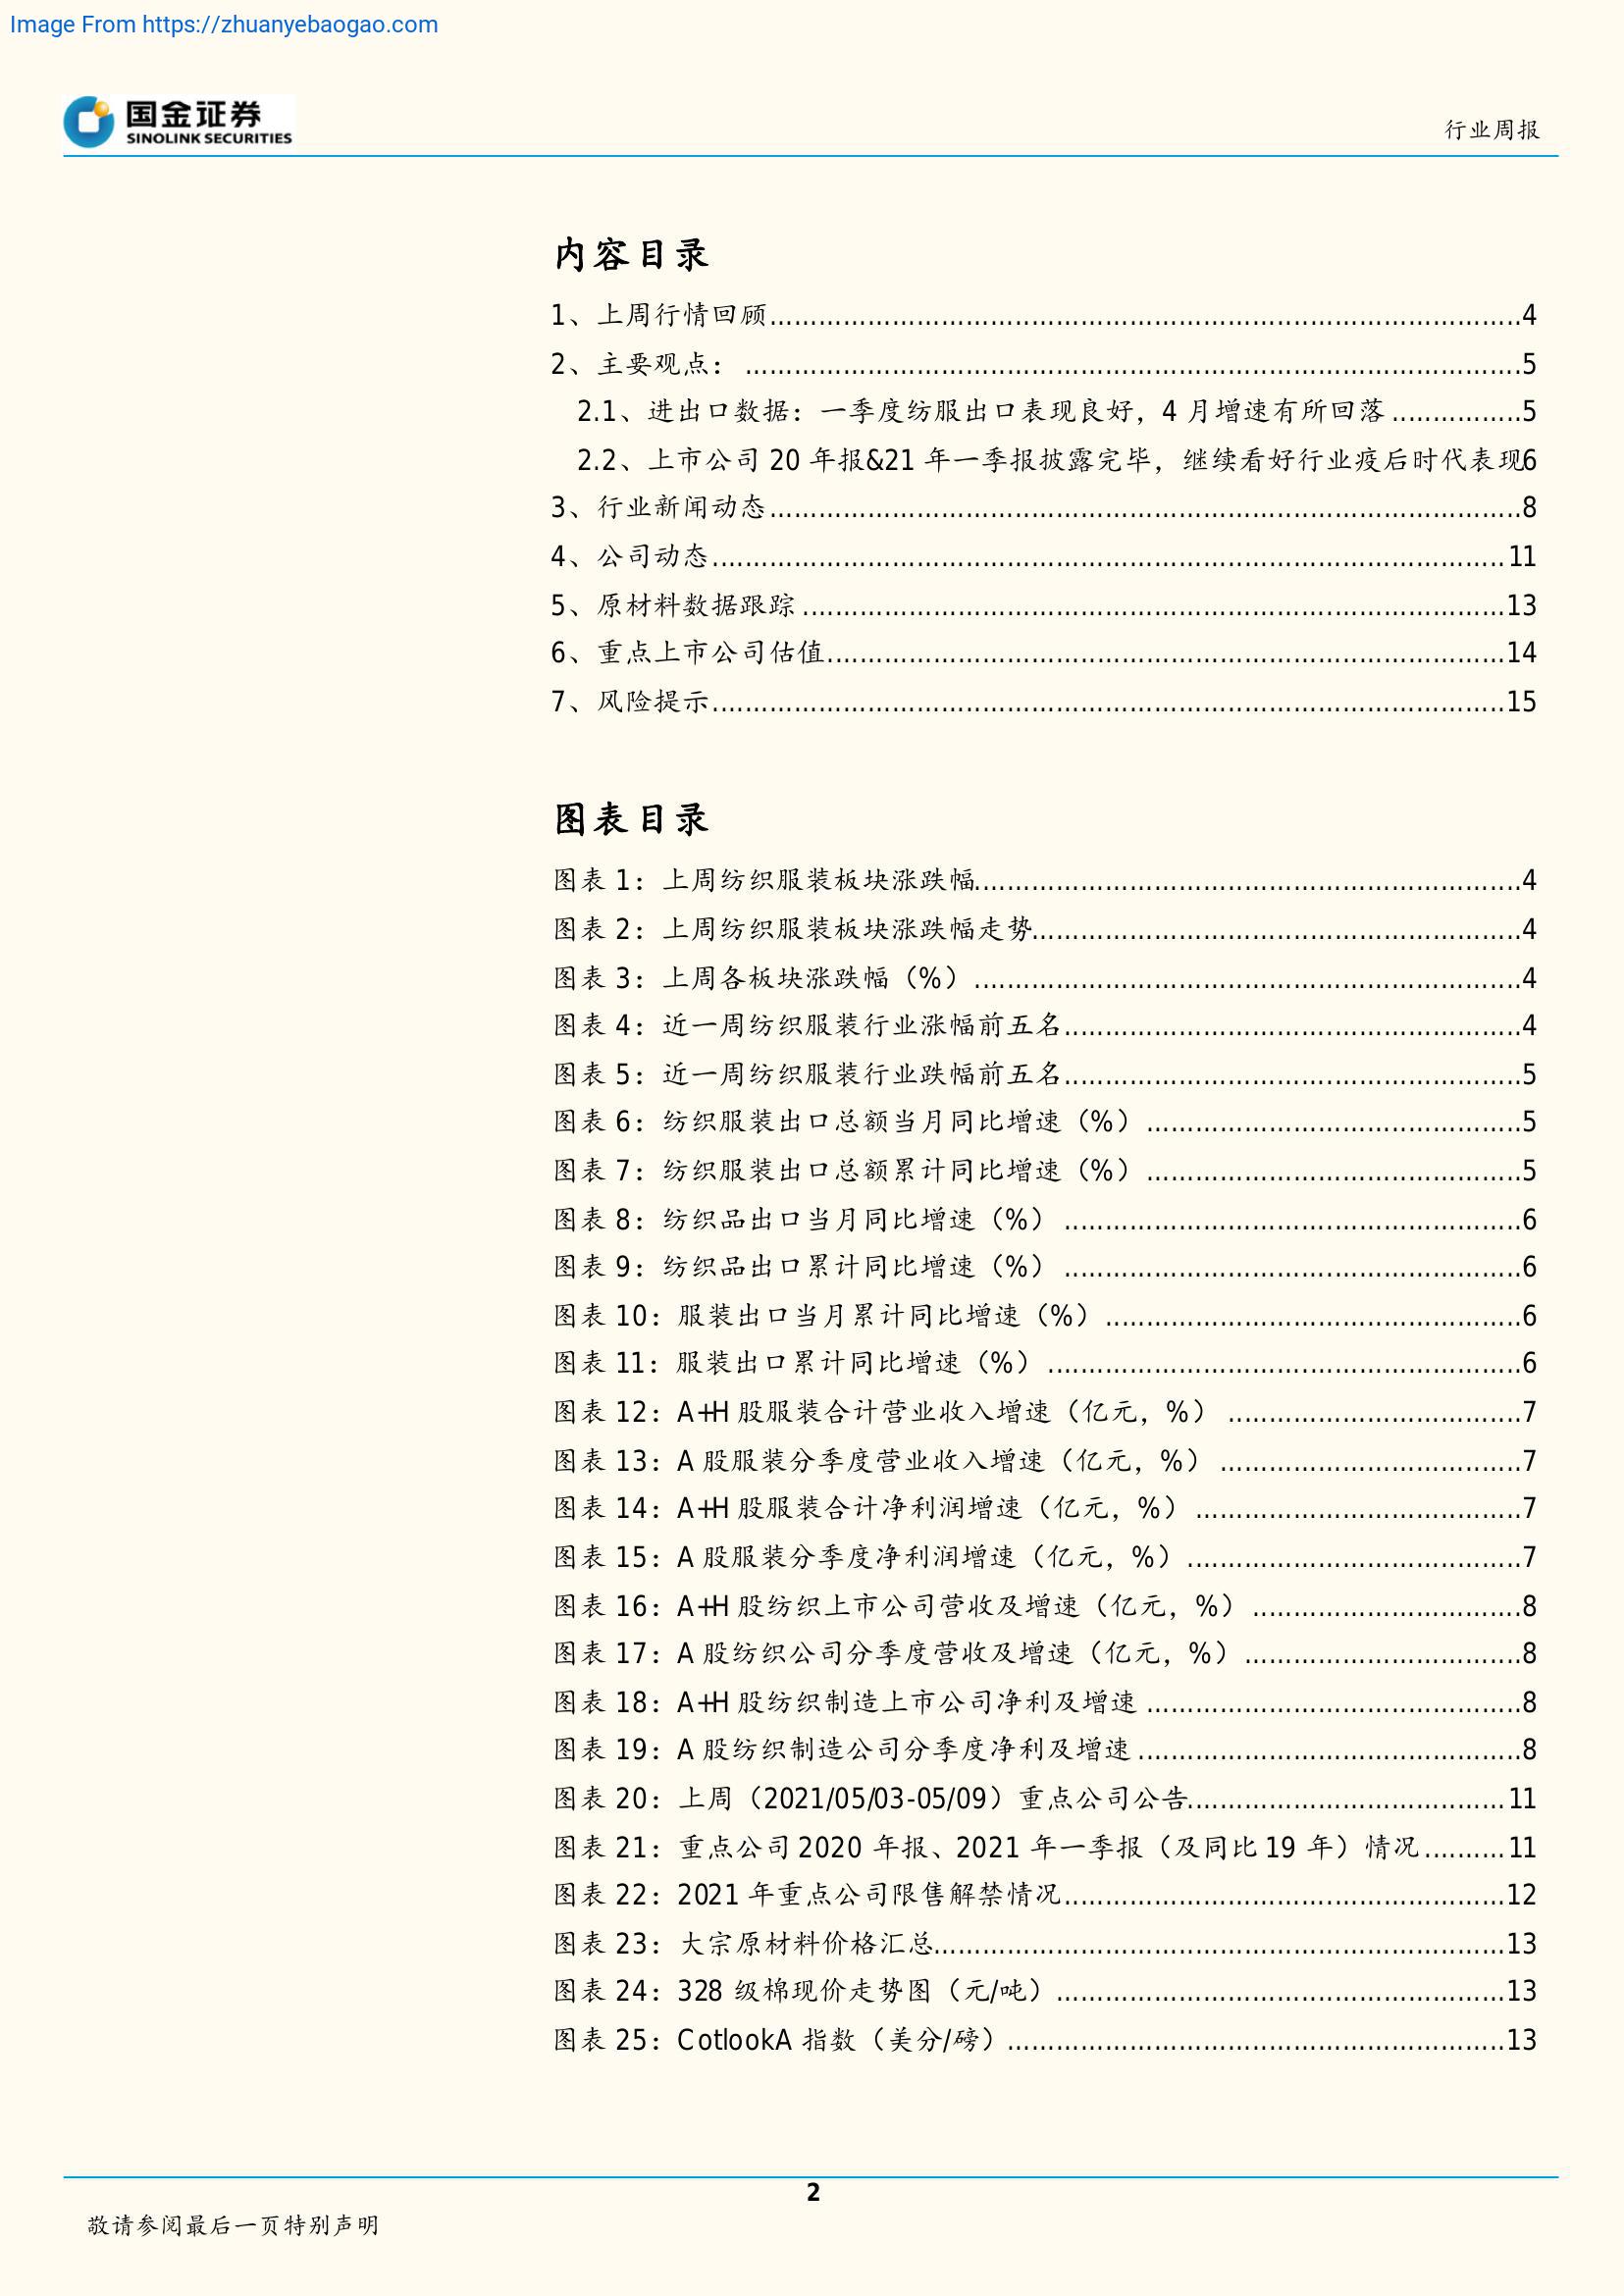 Image From https://zhuanyebaogao.com
国金证券
SINOLINK SECURITIES
行业周报
内容目录
1、上周行情回顾................................................4
2、主要观点： ................................................5
2.1、进出口数据：一季度纺服出口表现良好，4 月增速有所回落 ................5
2.2、上市公司 20 年报&21 年一季报披露完毕，继续看好行业疫后时代表现6
3、行业新闻动态................................................8
4、公司动态................................................11
5、原材料数据跟踪 ................................................13
6、重点上市公司估值................................................14
7、风险提示................................................15
图表目录
图表 1：上周纺织服装板块涨跌幅................................................4
图表 2：上周纺织服装板块涨跌幅走势................................................4
图表 3：上周各板块涨跌幅（%）................................................4
图表 4：近一周纺织服装行业涨幅前五名................................................4
图表 5：近一周纺织服装行业跌幅前五名................................................5
图表 6：纺织服装出口总额当月同比增速（%）................................................5
图表 7：纺织服装出口总额累计同比增速（%）................................................5
图表 8：纺织品出口当月同比增速（%）................................................6
图表 9：纺织品出口累计同比增速（%）................................................6
图表 10：服装出口当月累计同比增速（%）................................................6
图表 11：服装出口累计同比增速（%）................................................6
图表 12：A+H 股服装合计营业收入增速（亿元，%）................................7
图表 13：A 股服装分季度营业收入增速（亿元，%）................................7
图表 14：A+H 股服装合计净利润增速（亿元，%）................................7
图表 15：A 股服装分季度净利润增速（亿元，%）................................7
图表 16：A+H 股纺织上市公司营收及增速（亿元，%）................................8
图表 17：A 股纺织公司分季度营收及增速（亿元，%）................................8
图表 18：A+H 股纺织制造上市公司净利及增速 ................................8
图表 19：A 股纺织制造公司分季度净利及增速 ................................8
图表 20：上周（2021/05/03-05/09）重点公司公告................................11
图表 21：重点公司 2020 年报、2021 年一季报（及同比 19 年）情况..........11
图表 22：2021 年重点公司限售解禁情况................................................12
图表 23：大宗原材料价格汇总................................................13
图表 24：328 级棉现价走势图（元/吨）................................................13
图表 25：CotlookA 指数（美分/磅）................................................13
2
敬请参阅最后一页特别声明